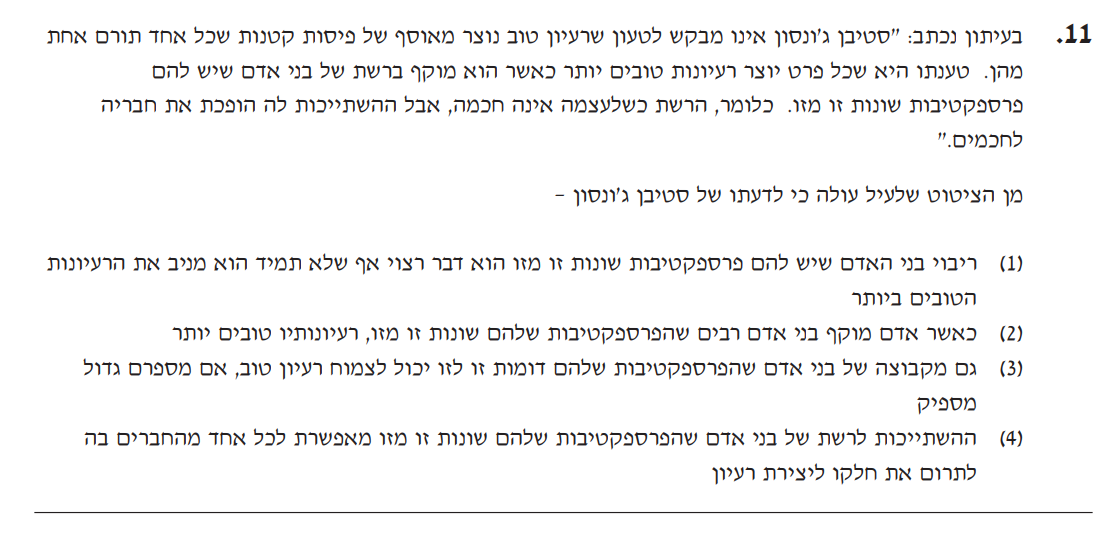 11. בעיתון נכתב: "סטיבן ג'ונסון אינו מבקש לטעון שרעיון טוב נוצר מאוסף של פיסות קטנות שכל אחד תורם אחת
מהן. טענתו היא שכל פרט יוצר רעיונות טובים יותר כאשר הוא מוקף ברשת של בני אדם שיש להם
פרספקטיבות שונות זו מזו. כלומר, הרשת כשלעצמה אינה חכמה, אבל ההשתייכות לה הופכת את חבריה
לחכמים."
מן הציטוט שלעיל עולה כי לדעתו של סטיבן ג'ונסון –
(1) ריבוי בני האדם שיש להם פרספקטיבות שונות זו מזו הוא דבר רצוי אף שלא תמיד הוא מניב את הרעיונות
הטובים ביותר
(2) כאשר אדם מוקף בני אדם רבים שהפרספקטיבות שלהם שונות זו מזו, רעיונותיו טובים יותר
(3) גם מקבוצה של בני אדם שהפרספקטיבות שלהם דומות זו לזו יכול לצמוח רעיון טוב, אם מספרם גדול
מספיק
(4) ההשתייכות לרשת של בני אדם שהפרספקטיבות שלהם שונות זו מזו מאפשרת לכל אחד מהחברים בה
לתרום את חלקו ליצירת רעיון